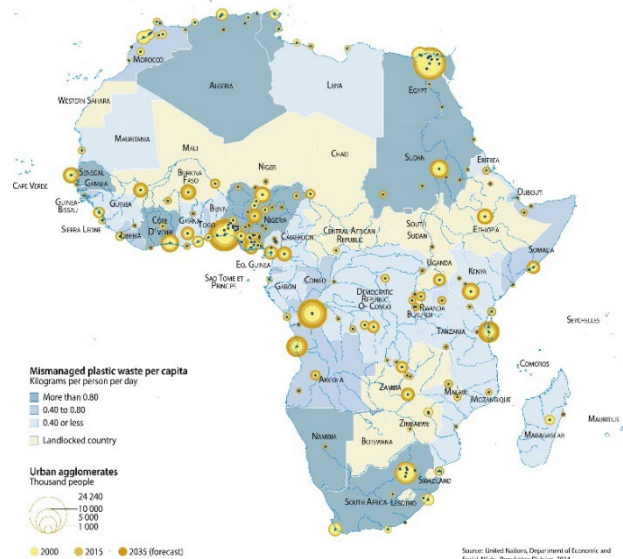 MOROCCO
ALGERIA
LIBYA
EGYPT
WESTERN SAHARA
MAURITANIA
MALI
NIGER
CHAD
SUDAN
ERITREA
CAPE VERDE
SENEGAL
GAMBIA
GUINEA-
BISSAU
GUINEA
SIERRA LEONE
LIBERIA
CÔTE
D'IVOIRE
BURKINA
FASO
GHANA
TOGO
BENIN
NIGERIA
CAMEROON
EQ. GUINEA
SAO TOME ET
PRINCIPE
CENTRAL AFRICAN
REPUBLIC
SOUTH
SUDAN
DJIBOUTI
ETHIOPIA
SOMALIA
UGANDA
KENYA
GABON
CONGO
DEMOCRATIC
REPUBLIC
OF CONGO
RWANDA
BURUNDI
TANZANIA
SEYCHELLES
COMOROS
ANGOLA
ZAMBIA
MALAWI
MOZAMBIQUE
ZIMBABWE
MADAGASCAR
MAURITIUS
NAMIBIA
BOTSWANA
SWAZILAND
SOUTH AFRICA
LESOTHO
Mismanaged plastic waste per capita
Kilograms per person per day
More than 0.80
0.40 to 0.80
0.40 or less
Landlocked country
Urban agglomerates
Thousand people
24 240
10 000
5 000
1 000
2000 2015 2035 (forecast)
Source: United Nations, Department of Economic and
Social Affairs, Population Division, 2014